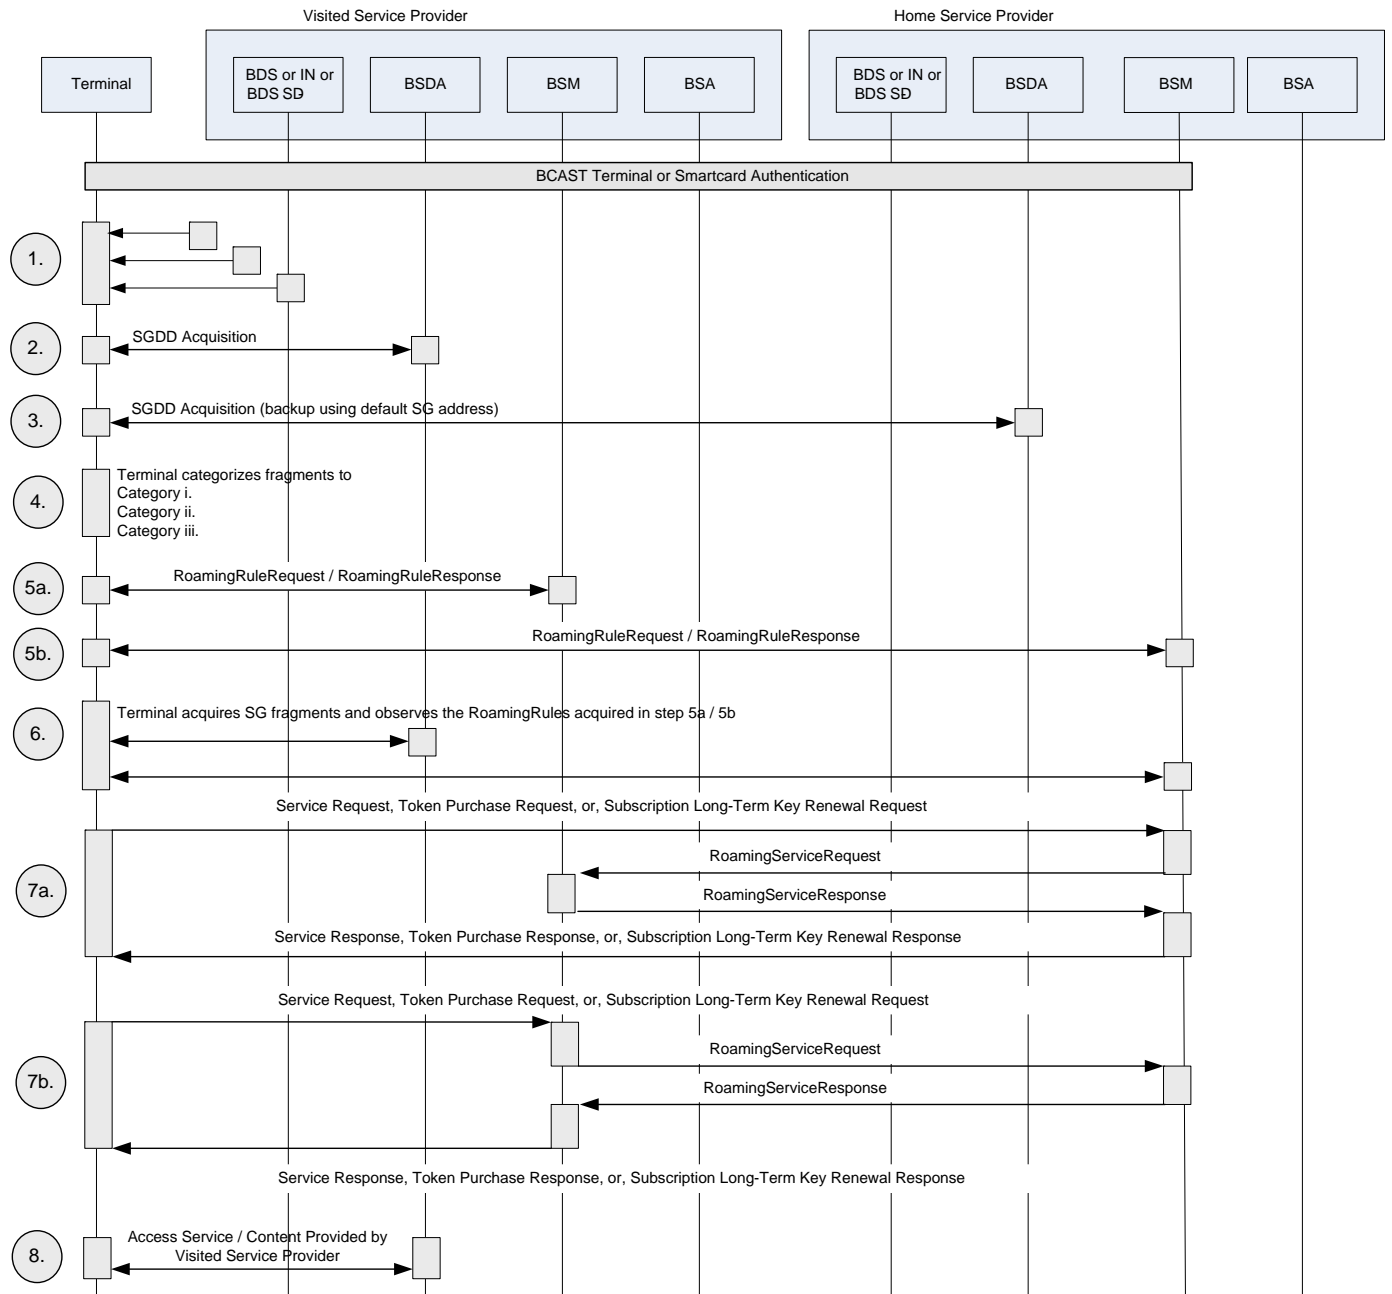 Visited Service Provider
Home Service Provider
Terminal
BDS or IN or
BDS SD
BSDA
BSM
BSA
BDS or IN or
BDS SD
BSDA
BSM
BSA
BCAST Terminal or Smartcard Authentication
1.
2.
SGDD Acquisition
3.
SGDD Acquisition (backup using default SG address)
4.
Terminal categorizes fragments to
Category i.
Category ii.
Category iii.
5a.
RoamingRuleRequest / RoamingRuleResponse
5b.
RoamingRuleRequest / RoamingRuleResponse
6.
Terminal acquires SG fragments and observes the RoamingRules acquired in step 5a / 5b
Service Request, Token Purchase Request, or, Subscription Long-Term Key Renewal Request
7a.
RoamingServiceRequest
RoamingServiceResponse
Service Response, Token Purchase Response, or, Subscription Long-Term Key Renewal Response
Service Request, Token Purchase Request, or, Subscription Long-Term Key Renewal Request
7b.
RoamingServiceRequest
RoamingServiceResponse
Service Response, Token Purchase Response, or, Subscription Long-Term Key Renewal Response
8.
Access Service / Content Provided by
Visited Service Provider